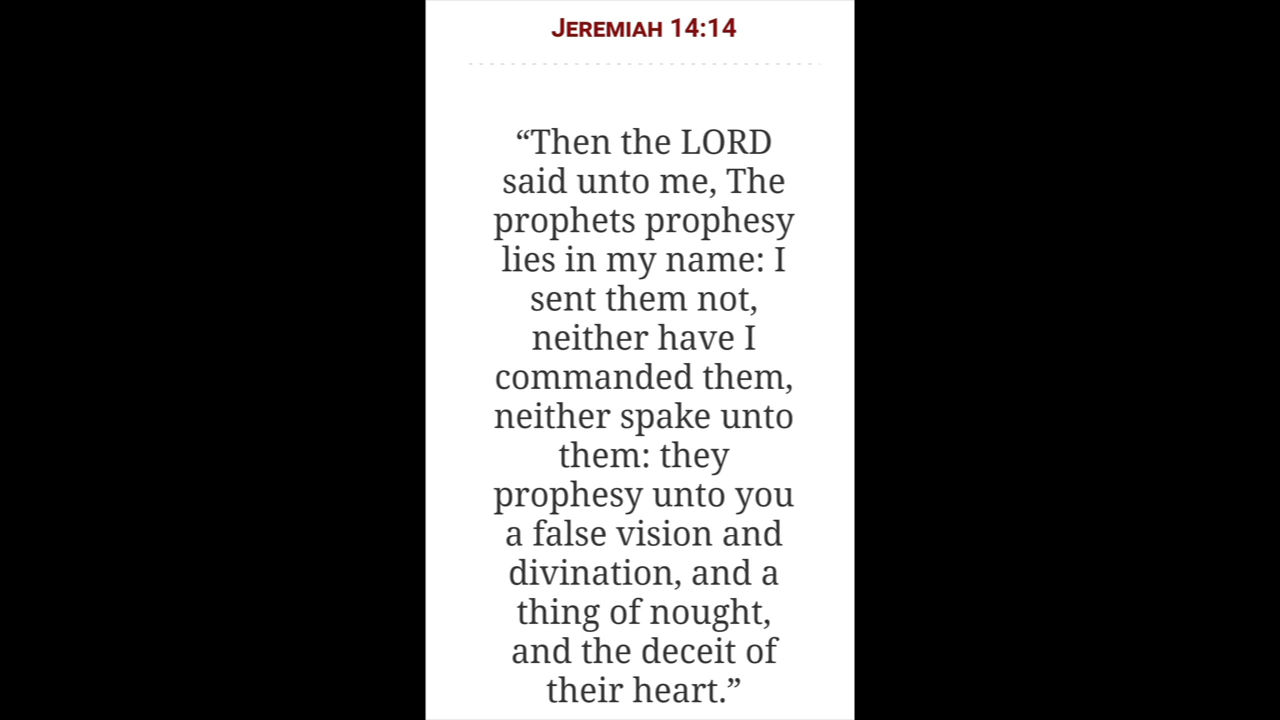 JEREMIAH 14:14
“Then the LORD
said unto me, The
prophets prophesy
lies in my name: I
sent them not,
neither have I
commanded them,
neither spake unto
them: they
prophesy unto you
a false vision and
divination, and a
thing of nought,
and the deceit of
their heart.”